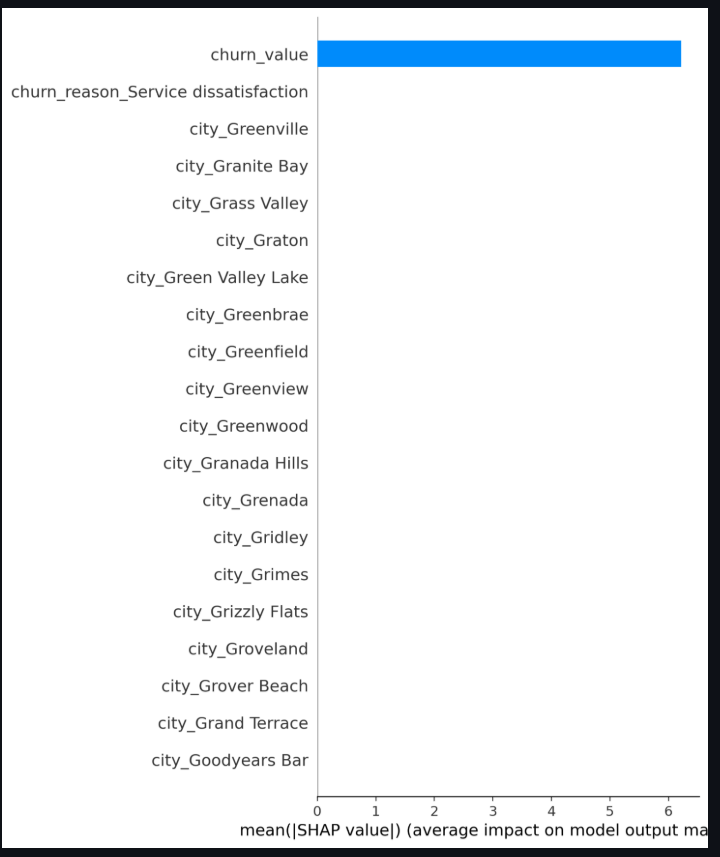 churn_value
churn_reason_Service dissatisfaction
city_Greenville
city_Granite Bay
city_Grass Valley
city_Graton
city_Green Valley Lake
city_Greenbrae
city_Greenfield
city_Greenview
city_Greenwood
city_Granada Hills
city_Grenada
city_Gridley
city_Grimes
city_Grizzly Flats
city_Groveland
city_Grover Beach
city_Grand Terrace
city_Goodyears Bar
0 1 2 3 4 5 6
mean(|SHAP value|) (average impact on model output ma